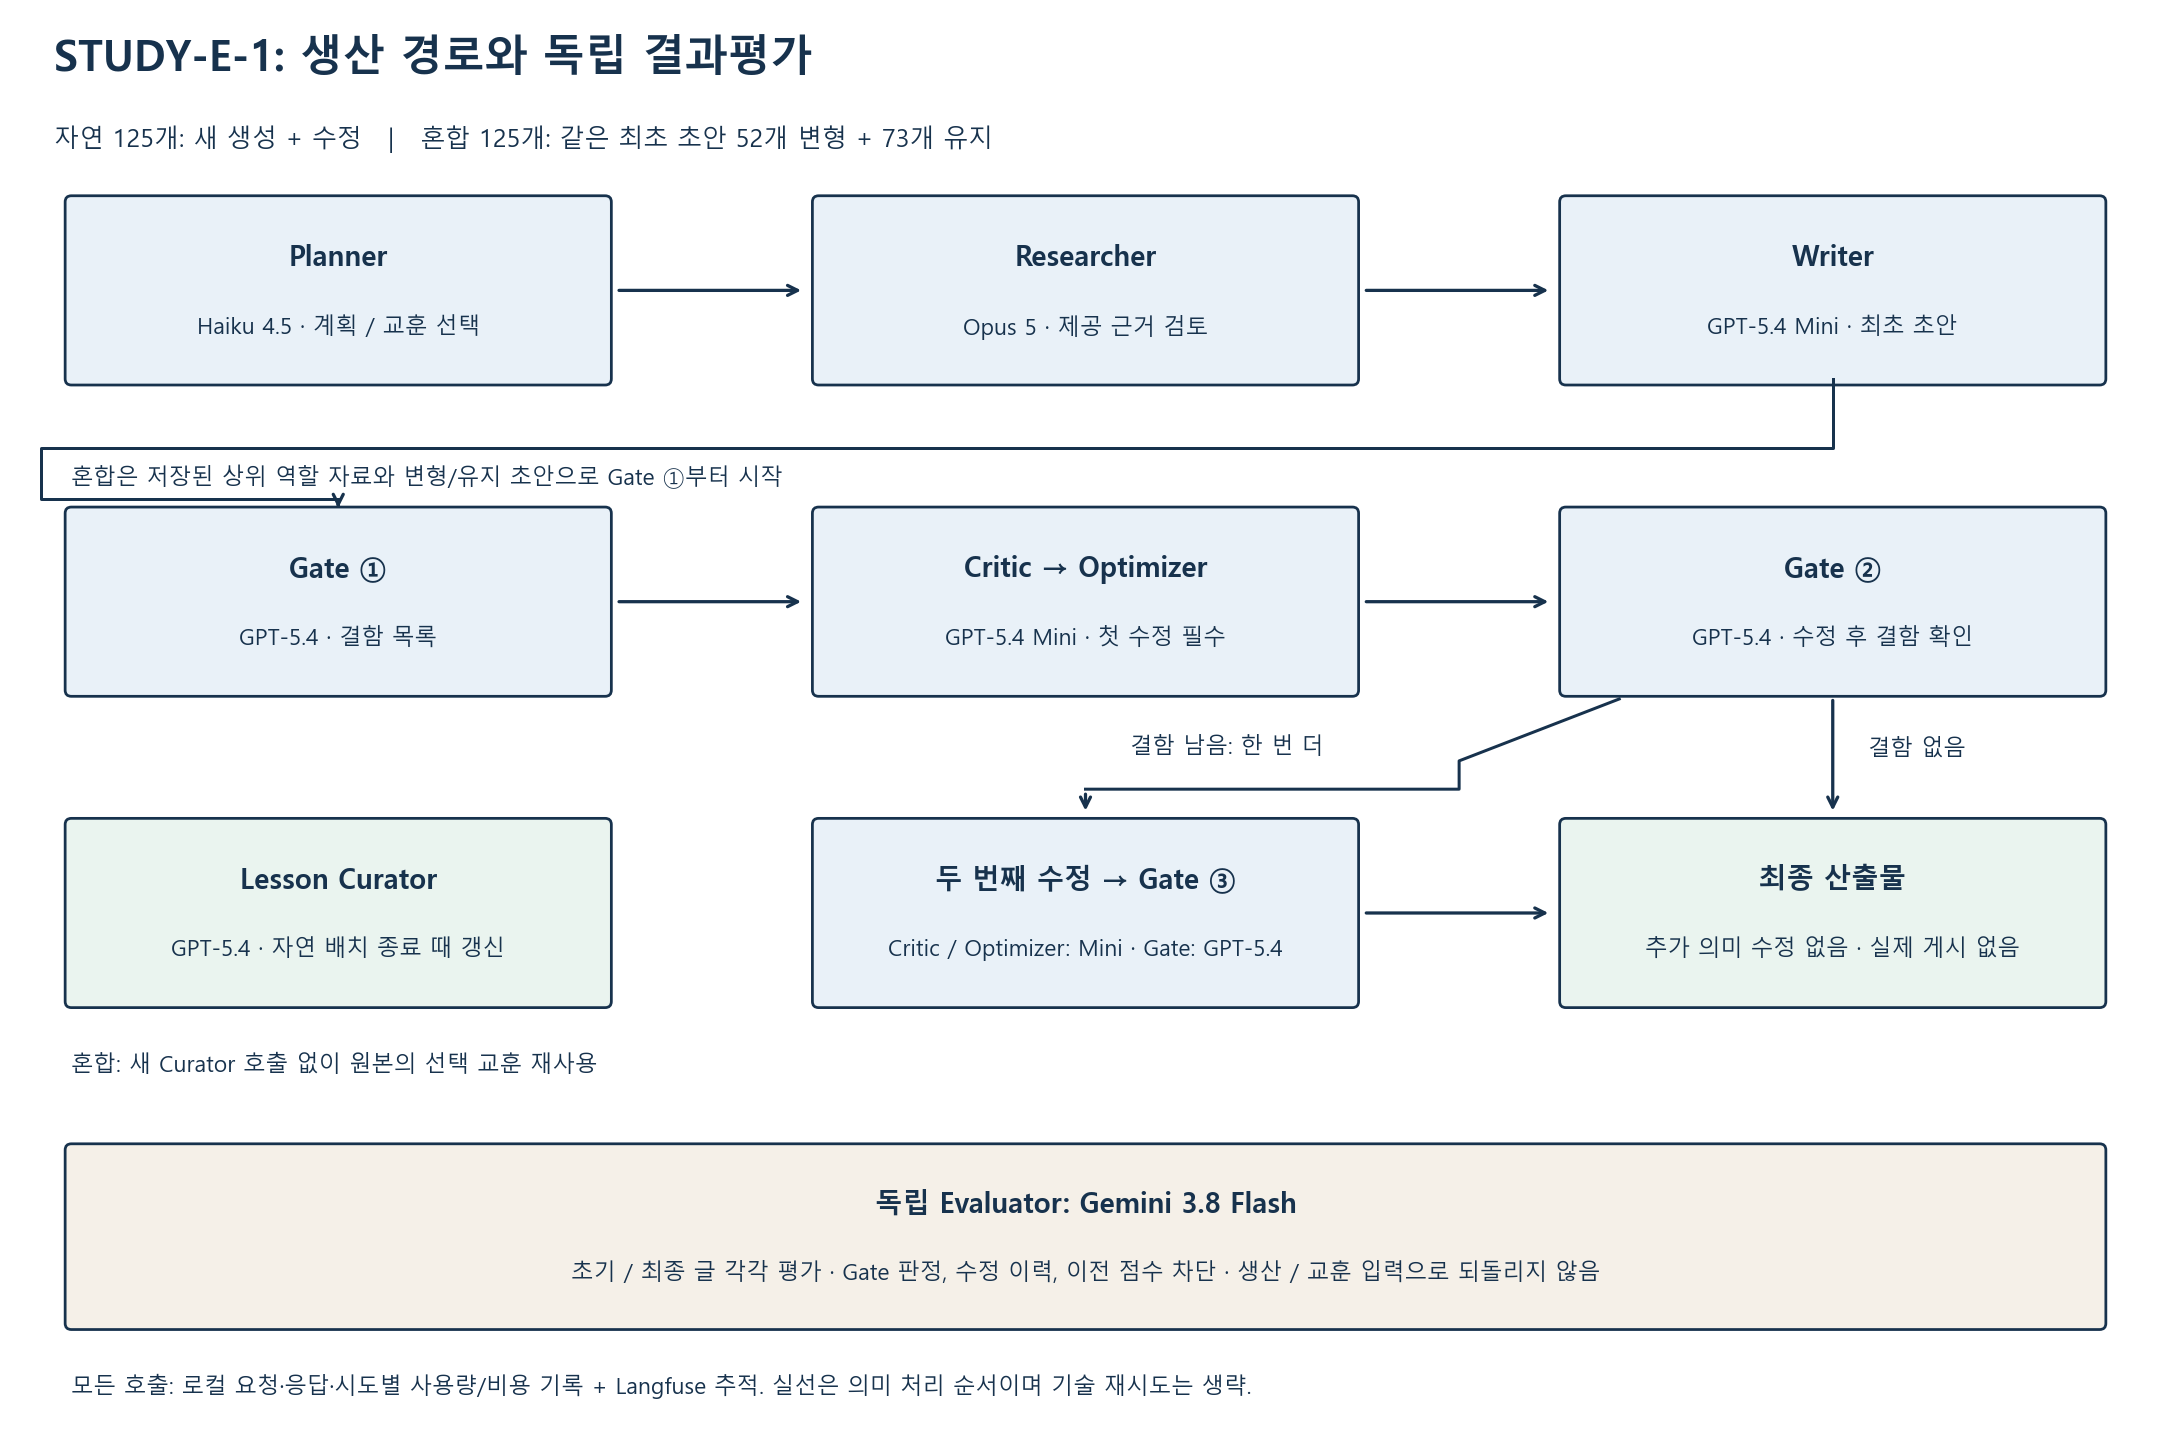 STUDY-E-1: 생산 경로와 독립 결과평가
자연 125개: 새 생성 + 수정 | 혼합 125개: 같은 최초 초안 52개 변형 + 73개 유지
Planner
Haiku 4.5 · 계획 / 교훈 선택
Researcher
Opus 5 · 제공 근거 검토
Writer
GPT-5.4 Mini · 최초 초안
혼합은 저장된 상위 역할 자료와 변형/유지 초안으로 Gate ①부터 시작
Gate ①
GPT-5.4 · 결함 목록
Critic → Optimizer
GPT-5.4 Mini · 첫 수정 필수
Gate ②
GPT-5.4 · 수정 후 결함 확인
결함 남음: 한 번 더
결함 없음
Lesson Curator
GPT-5.4 · 자연 배치 종료 때 갱신
두 번째 수정 → Gate ③
Critic / Optimizer: Mini · Gate: GPT-5.4
최종 산출물
추가 의미 수정 없음 · 실제 게시 없음
혼합: 새 Curator 호출 없이 원본의 선택 교훈 재사용
독립 Evaluator: Gemini 3.8 Flash
초기 / 최종 글 각각 평가 · Gate 판정, 수정 이력, 이전 점수 차단 · 생산 / 교훈 입력으로 되돌리지 않음
모든 호출: 로컬 요청·응답·시도별 사용량/비용 기록 + Langfuse 추적. 실선은 의미 처리 순서이며 기술 재시도는 생략.